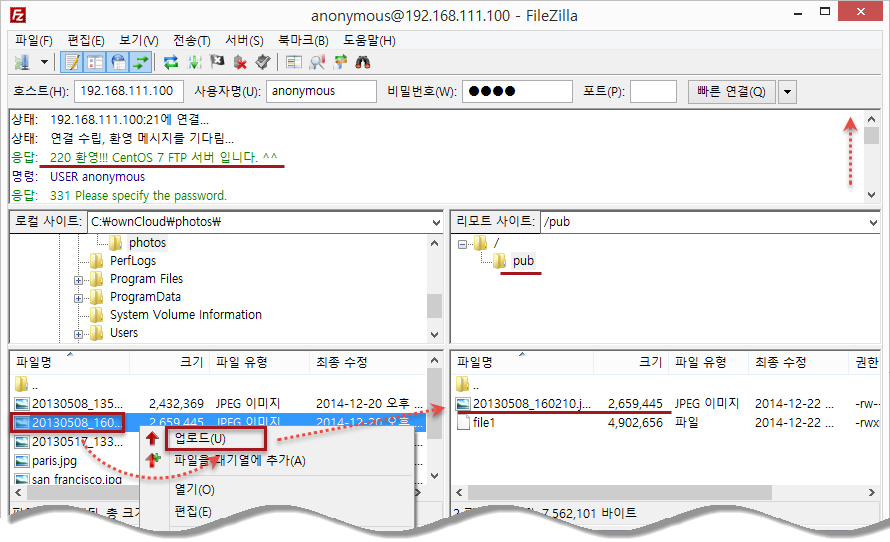 anonymous@192.168.111.100 - FileZilla
파일(F) 편집(E) 보기(V) 전송(T) 서버(S) 북마크(B) 도움말(H)
호스트(H): 192.168.111.100 사용자명(U): anonymous 비밀번호(W): ●●●● 포트(P): 빠른 연결(Q)
상태: 192.168.111.100:21에 연결...
상태: 연결 수립, 환영 메시지를 기다림...
응답: 220 환영!!! CentOS 7 FTP 서버 입니다. ^^
명령: USER anonymous
응답: 331 Please specify the password.
로컬 사이트: C:₩ownCloud₩photos₩
photos
PerfLogs
Program Files
ProgramData
System Volume Information
Users
리모트 사이트: /pub
/
pub
파일명 크기 파일 유형 최종 수정
..
20130508_135... 2,432,369 JPEG 이미지 2014-12-20 오후 ...
20130508_160... 2,659,445 JPEG 이미지 2014-12-20 오후 ...
20130517_133...
paris.jpg
san francisco.jpg
업로드(U)
파일을 대기열에 추가(A)
열기(O)
편집(E)
파일명 크기 파일 유형 최종 수정 권한
..
20130508_160210.j... 2,659,445 JPEG 이미지 2014-12-22 ... -rw-
file1 4,902,656 파일 2014-12-22 ... -rwx
7,562,101 바이트